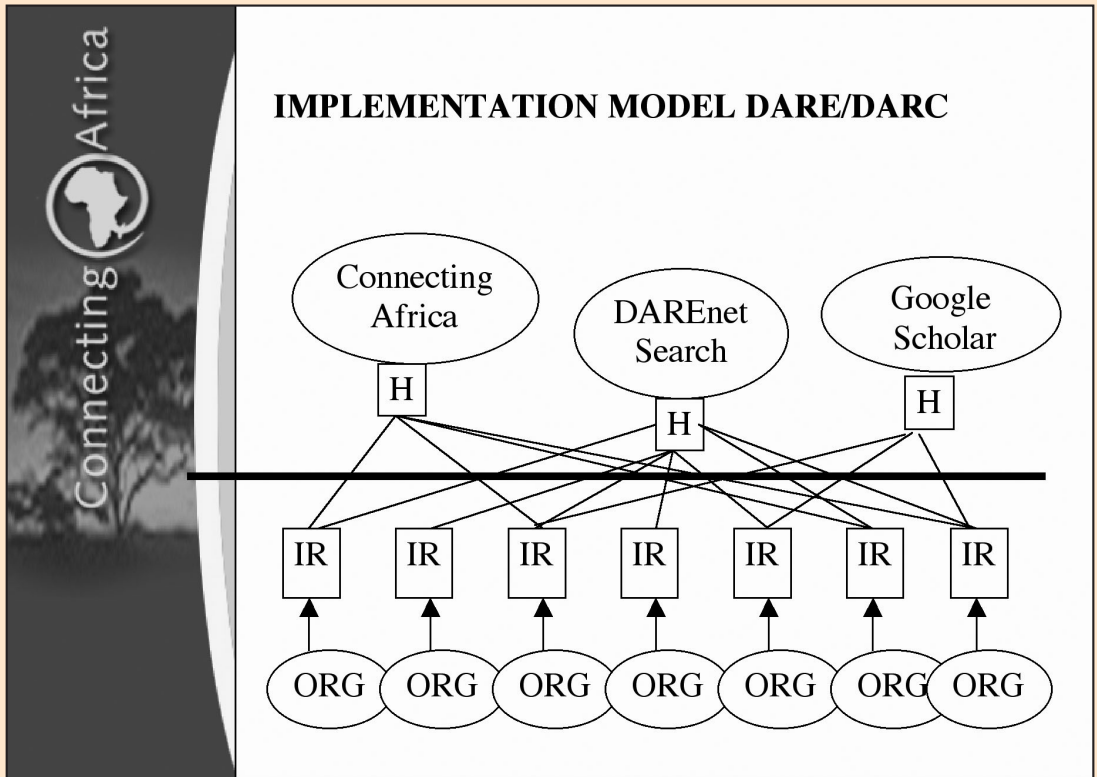 Connecting Africa
IMPLEMENTATION MODEL DARE/DARC
Connecting
Africa
DAREnet
Search
Google
Scholar
H
H
H
IR
IR
IR
IR
IR
IR
IR
ORG
ORG
ORG
ORG
ORG
ORG
ORG